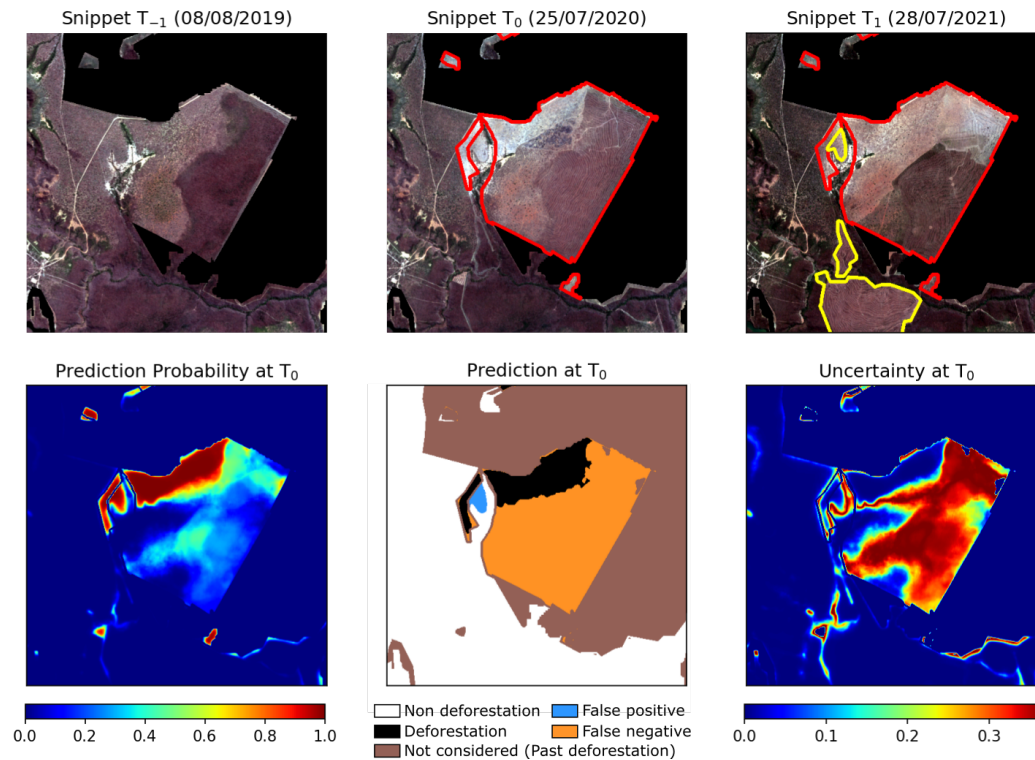 Snippet T₋₁ (08/08/2019)
Snippet T₀ (25/07/2020)
Snippet T₁ (28/07/2021)
Prediction Probability at T₀
Prediction at T₀
Uncertainty at T₀
0.0 0.2 0.4 0.6 0.8 1.0
Non deforestation
False positive
Deforestation
False negative
Not considered (Past deforestation)
0.0 0.1 0.2 0.3